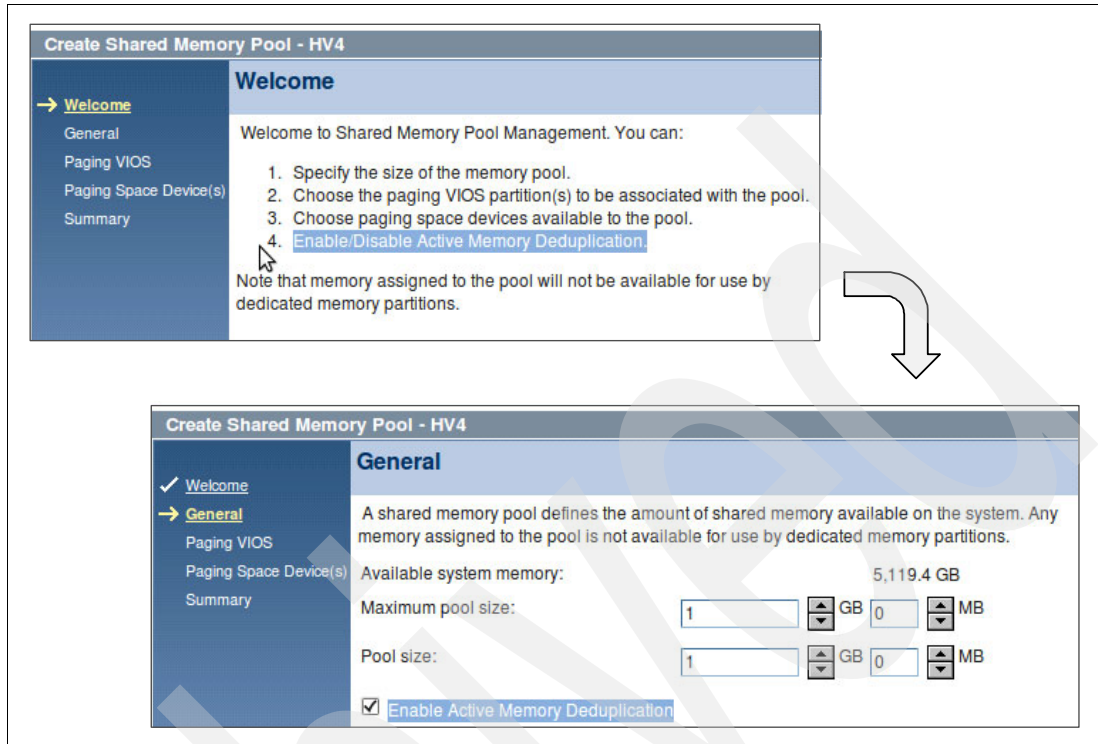 Create Shared Memory Pool - HV4
Welcome
Welcome
General
Paging VIOS
Paging Space Device(s)
Summary
Welcome to Shared Memory Pool Management. You can:
1. Specify the size of the memory pool.
2. Choose the paging VIOS partition(s) to be associated with the pool.
3. Choose paging space devices available to the pool.
4. Enable/Disable Active Memory Deduplication.
Note that memory assigned to the pool will not be available for use by
dedicated memory partitions.
Create Shared Memory Pool - HV4
Welcome
General
Paging VIOS
Paging Space Device(s)
Summary
General
A shared memory pool defines the amount of shared memory available on the system. Any
memory assigned to the pool is not available for use by dedicated memory partitions.
Available system memory: 5,119.4 GB
Maximum pool size: 1 GB 0 MB
Pool size: 1 GB 0 MB
Enable Active Memory Deduplication